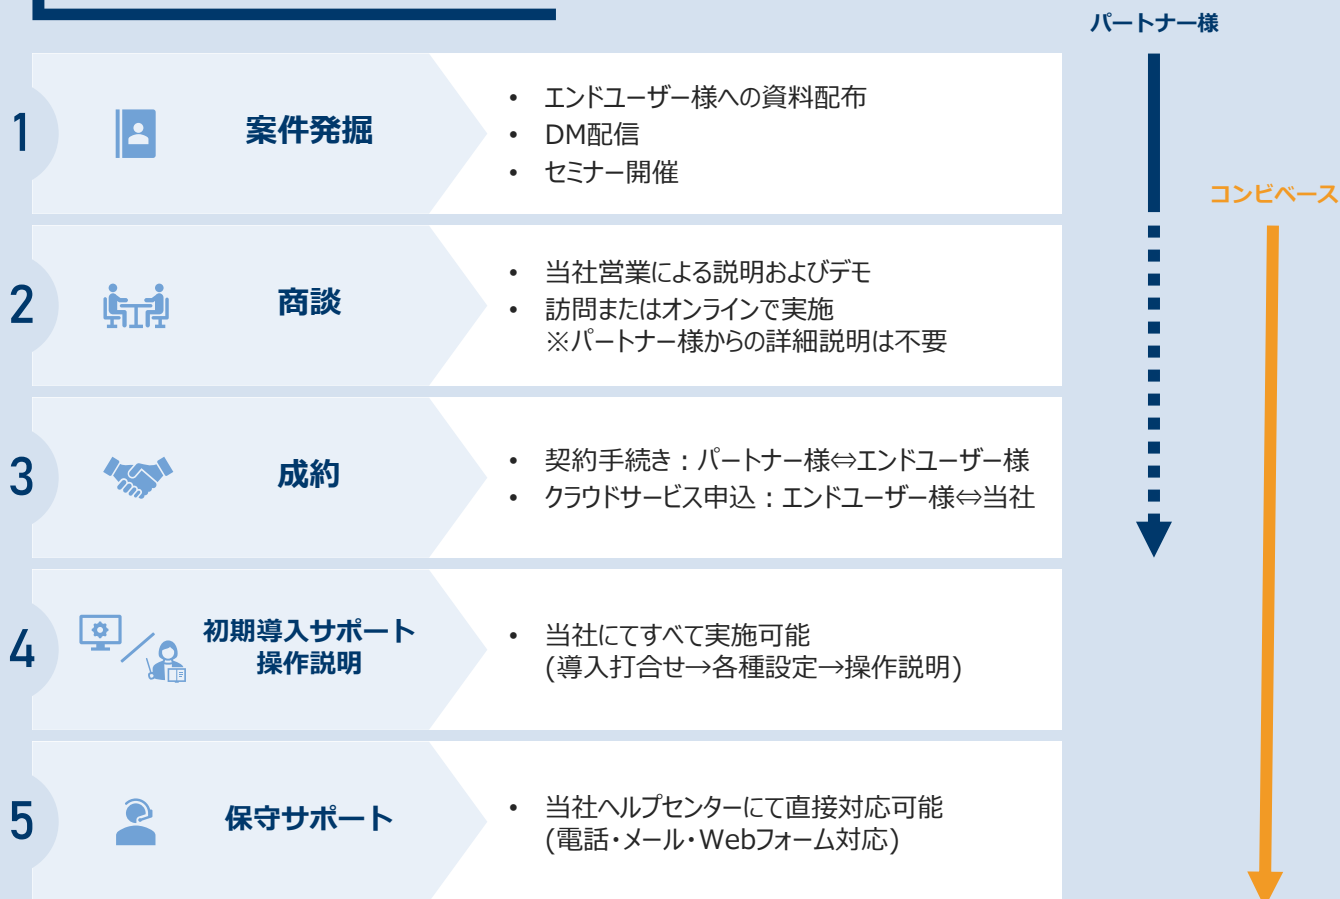 パートナー様
コンビベース
1
案件発掘
• エンドユーザー様への資料配布
• DM配信
• セミナー開催
2
商談
• 当社営業による説明およびデモ
• 訪問またはオンラインで実施
※パートナー様からの詳細説明は不要
3
成約
• 契約手続き：パートナー様⇔エンドユーザー様
• クラウドサービス申込：エンドユーザー様⇔当社
4
初期導入サポート
操作説明
• 当社にてすべて実施可能
(導入打合せ→各種設定→操作説明)
5
保守サポート
• 当社ヘルプセンターにて直接対応可能
(電話・メール・Webフォーム対応)